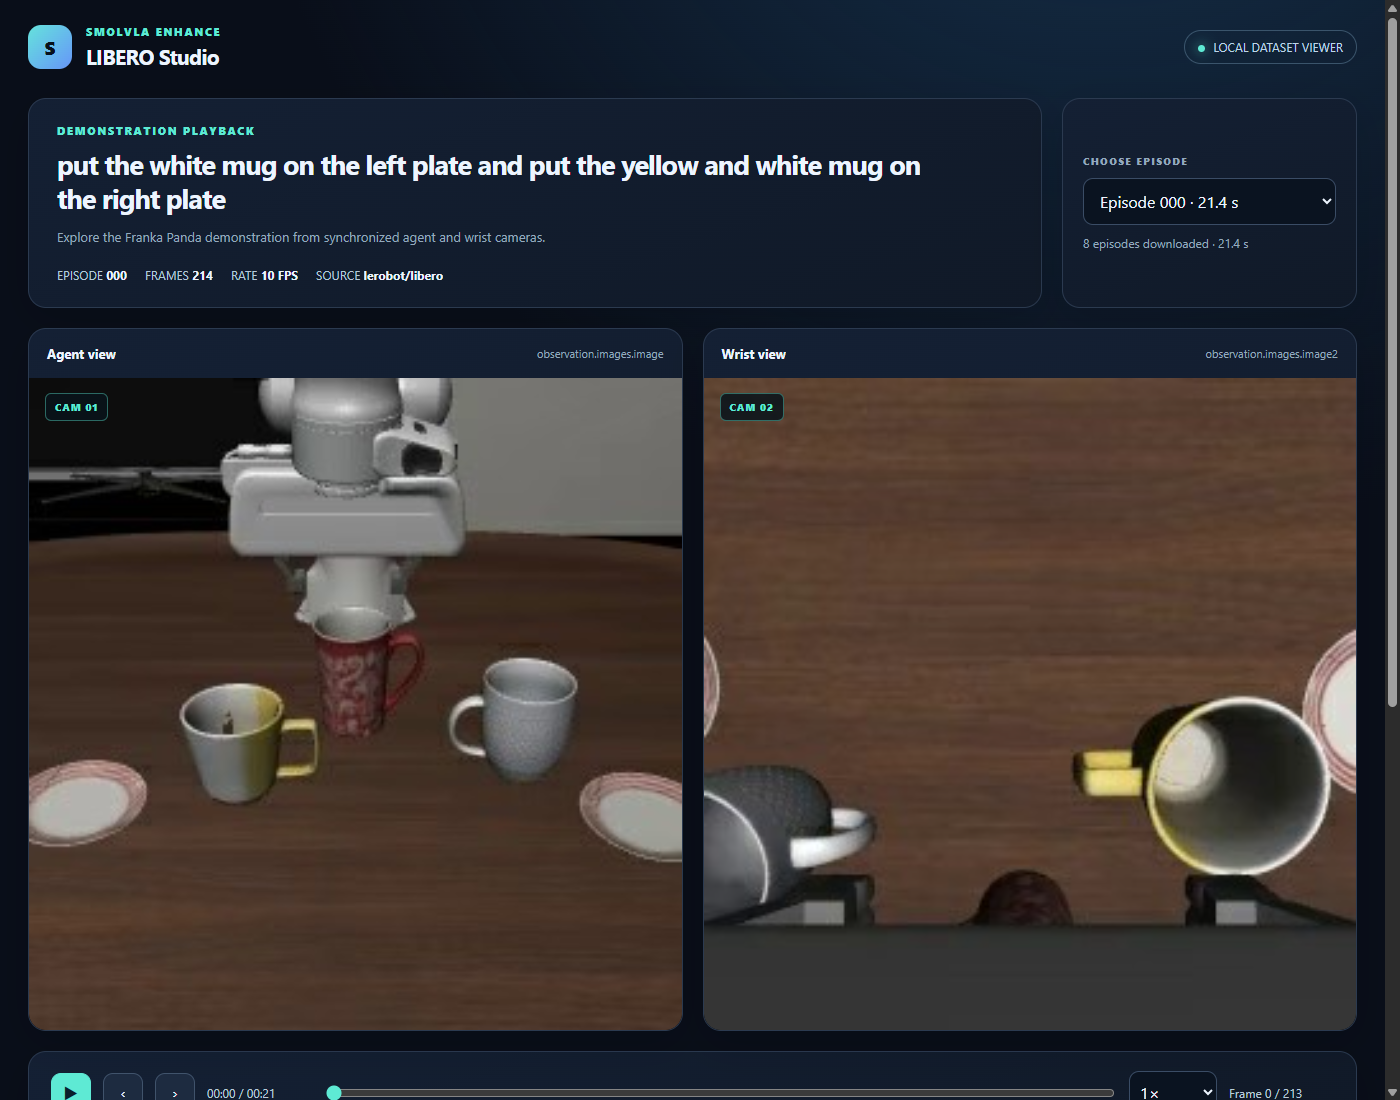 S
SMOLVLA ENHANCE
LIBERO Studio
LOCAL DATASET VIEWER
DEMONSTRATION PLAYBACK
put the white mug on the left plate and put the yellow and white mug on
the right plate
Explore the Franka Panda demonstration from synchronized agent and wrist cameras.
EPISODE 000 FRAMES 214 RATE 10 FPS SOURCE lerobot/libero
CHOOSE EPISODE
Episode 000 · 21.4 s
8 episodes downloaded · 21.4 s
Agent view
observation.images.image
CAM 01
Wrist view
observation.images.image2
CAM 02
00:00 / 00:21
1×
Frame 0 / 213